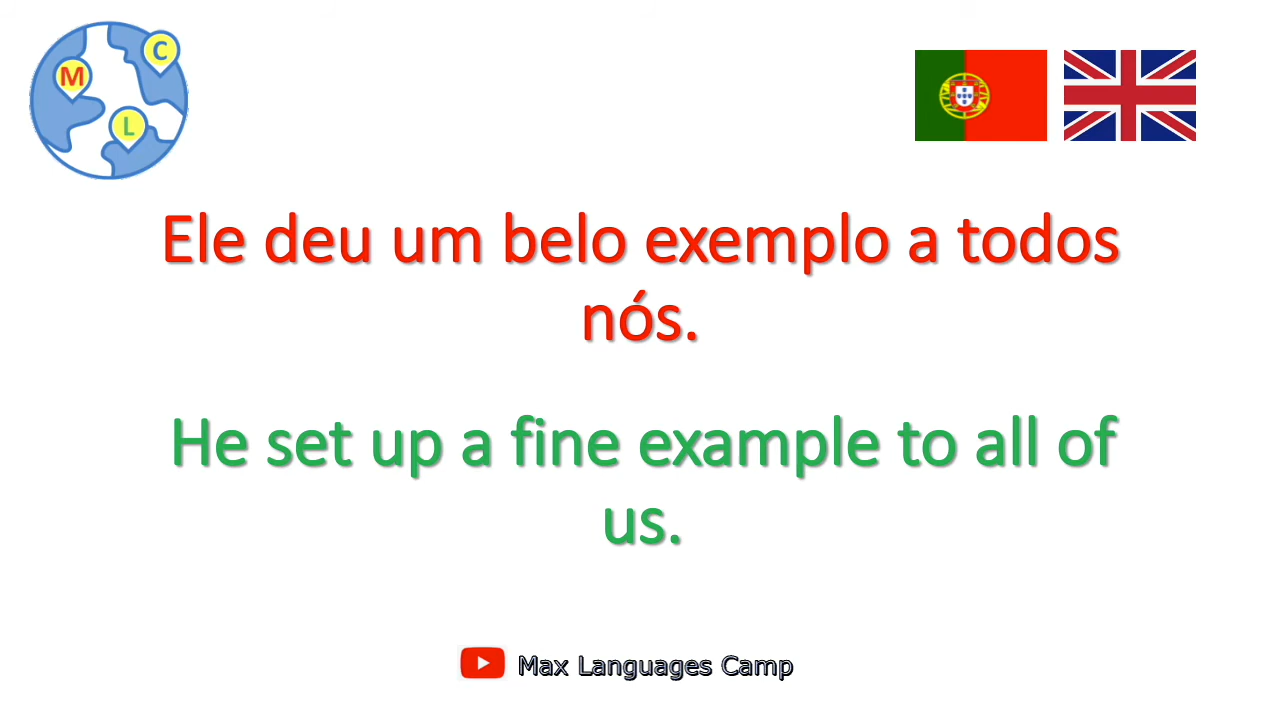 M
C
L
Ele deu um belo exemplo a todos
nós.
He set up a fine example to all of
us.
Max Languages Camp